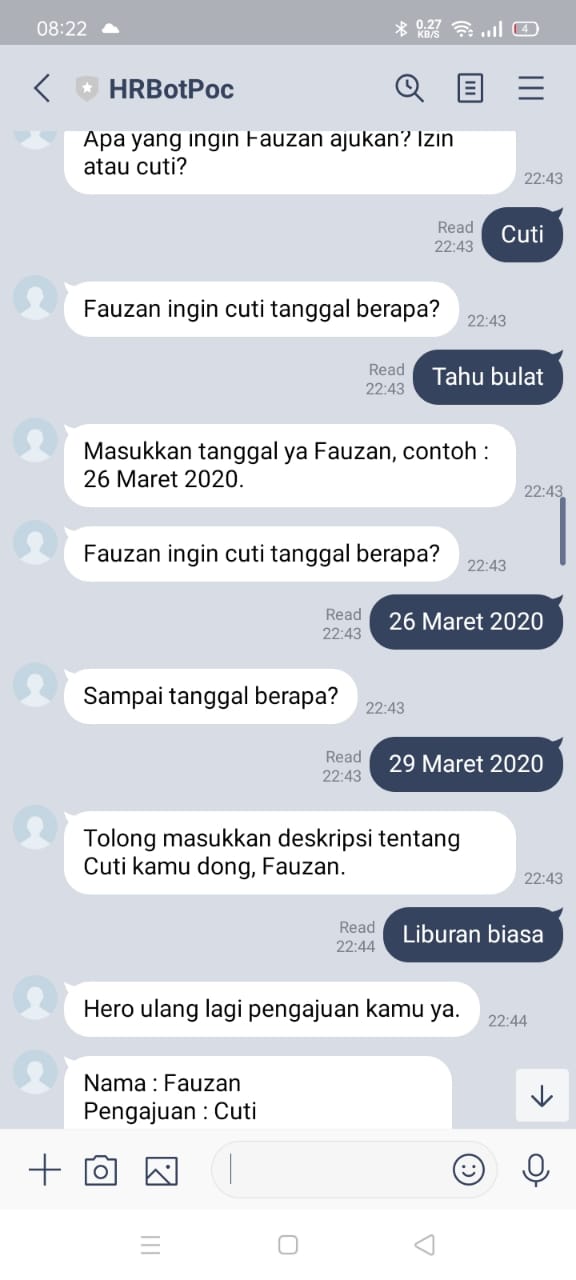 08:22
0.27
KB/S
4
HRBotPoc
Apa yang ingin Fauzan ajukan? Izin
atau cuti?
22:43
Read
22:43
Cuti
Fauzan ingin cuti tanggal berapa?
22:43
Read
22:43
Tahu bulat
Masukkan tanggal ya Fauzan, contoh :
26 Maret 2020.
22:43
Fauzan ingin cuti tanggal berapa?
22:43
Read
22:43
26 Maret 2020
Sampai tanggal berapa?
22:43
Read
22:43
29 Maret 2020
Tolong masukkan deskripsi tentang
Cuti kamu dong, Fauzan.
22:43
Read
22:44
Liburan biasa
Hero ulang lagi pengajuan kamu ya.
22:44
Nama : Fauzan
Pengajuan : Cuti